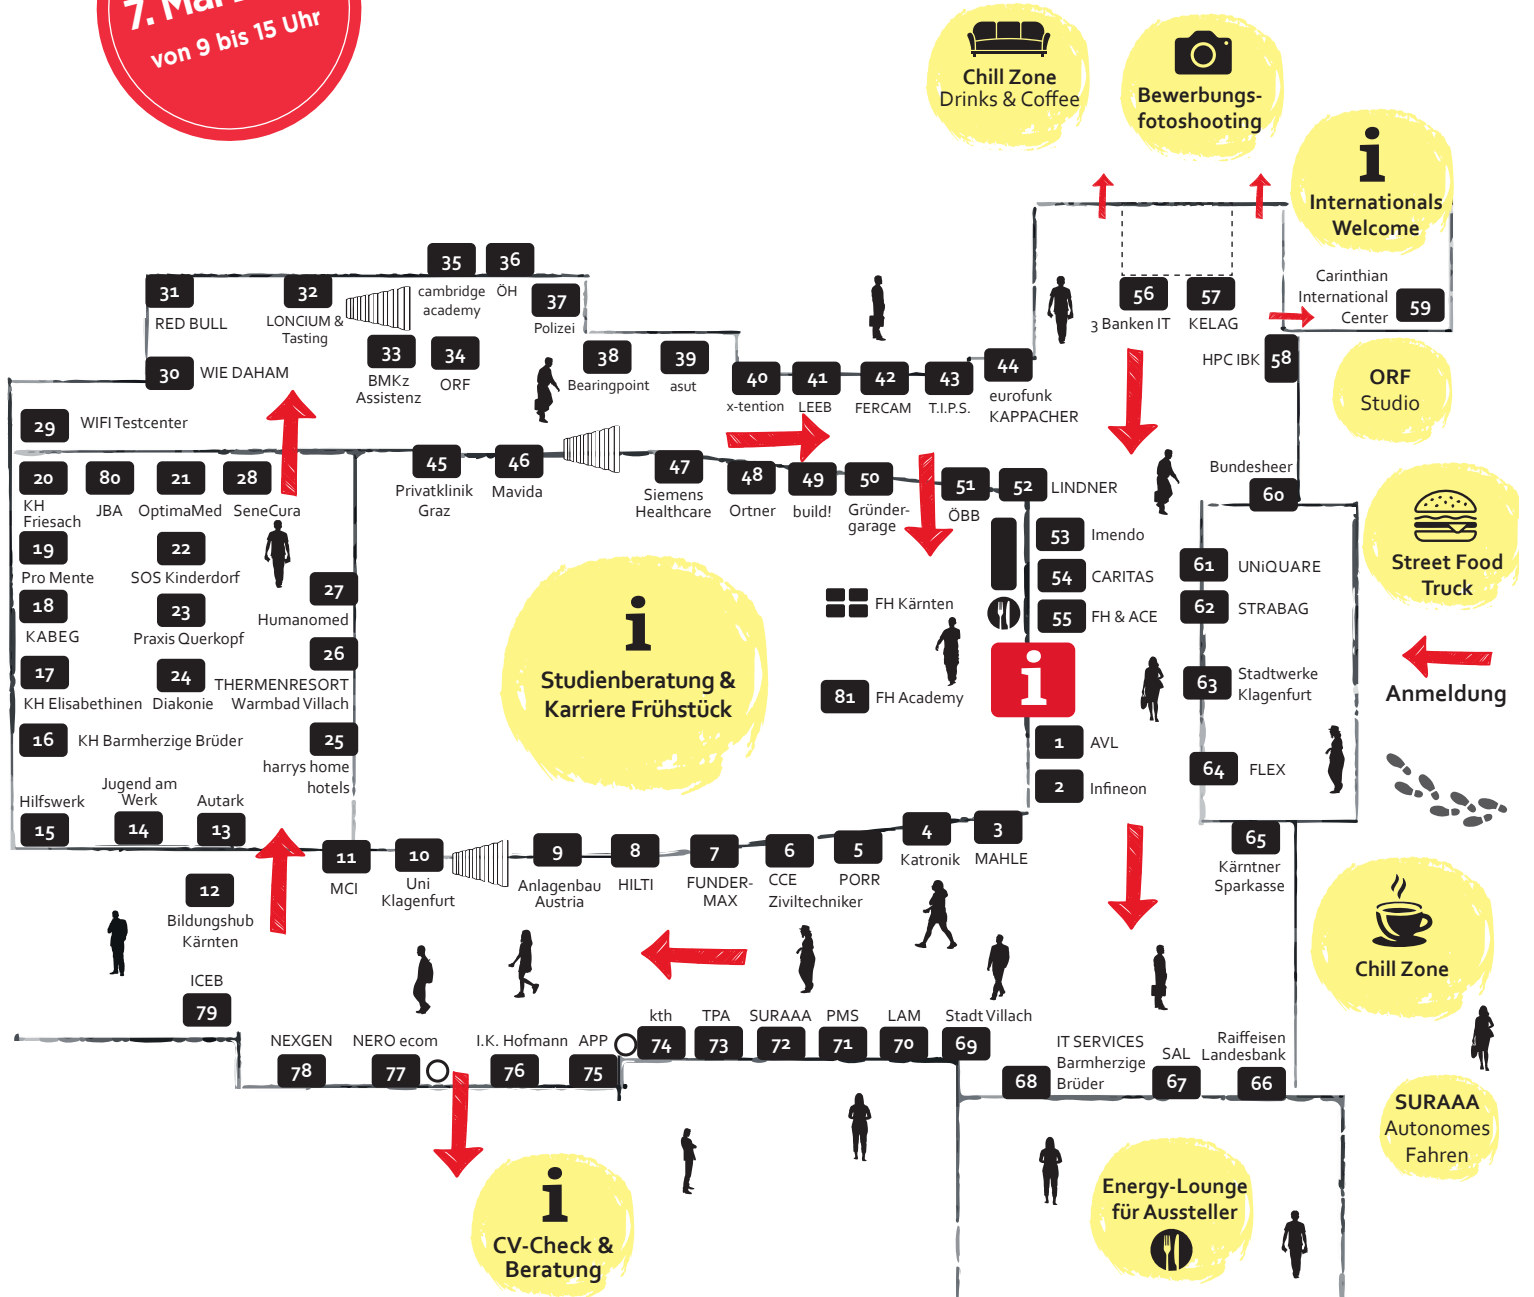 7. März
von 9 bis 15 Uhr
Chill Zone
Drinks & Coffee
Bewerbungs-
fotoshooting
i
Internationals
Welcome
Carinthian
International
Center
59
56
3 Banken IT
57
KELAG
HPC IBK
58
ORF
Studio
35
cambridge
academy
36
ÖH
37
Polizei
31
RED BULL
32
LONCIUM &
Tasting
33
BMKz
Assistenz
34
ORF
38
Bearingpoint
39
asut
30
WIE DAHAM
40
x-tention
41
LEEB
42
FERCAM
43
T.I.P.S.
44
eurofunk
KAPPACHER
29
WIFI Testcenter
20
KH
Friesach
80
JBA
21
OptimaMed
28
SeneCura
45
Privatklinik
Graz
46
Mavida
47
Siemens
Healthcare
48
Ortner
49
build!
50
Gründer-
garage
51
ÖBB
52
LINDNER
Bundesheer
60
Street Food
Truck
19
Pro Mente
22
SOS Kinderdorf
53
Imendo
54
CARITAS
55
FH & ACE
61
UNiQUARE
62
STRABAG
18
KABEG
23
Praxis Querkopf
27
Humanomed
FH Kärnten
i
Studienberatung &
Karriere Frühstück
17
KH Elisabethinen
24
Diakonie
26
THERMENRESORT
Warmbad Villach
81
FH Academy
i
63
Stadtwerke
Klagenfurt
Anmeldung
16
KH Barmherzige Brüder
25
harrys home
hotels
1
AVL
2
Infineon
64
FLEX
Hilfswerk
15
Jugend am
Werk
14
Autark
13
11
MCI
10
Uni
Klagenfurt
9
Anlagenbau
Austria
8
HILTI
7
FUNDER-
MAX
6
CCE
Ziviltechniker
5
PORR
4
Katronik
3
MAHLE
65
Kärntner
Sparkasse
12
Bildungshub
Kärnten
Chill Zone
ICEB
79
NEXGEN
78
NERO ecom
77
I.K. Hofmann
76
APP
75
kth
74
TPA
73
SURAAA
72
PMS
71
LAM
70
Stadt Villach
69
IT SERVICES
Barmherzige
Brüder
68
SAL
67
Raiffeisen
Landesbank
66
SURAAA
Autonomes
Fahren
i
CV-Check &
Beratung
Energy-Lounge
für Aussteller